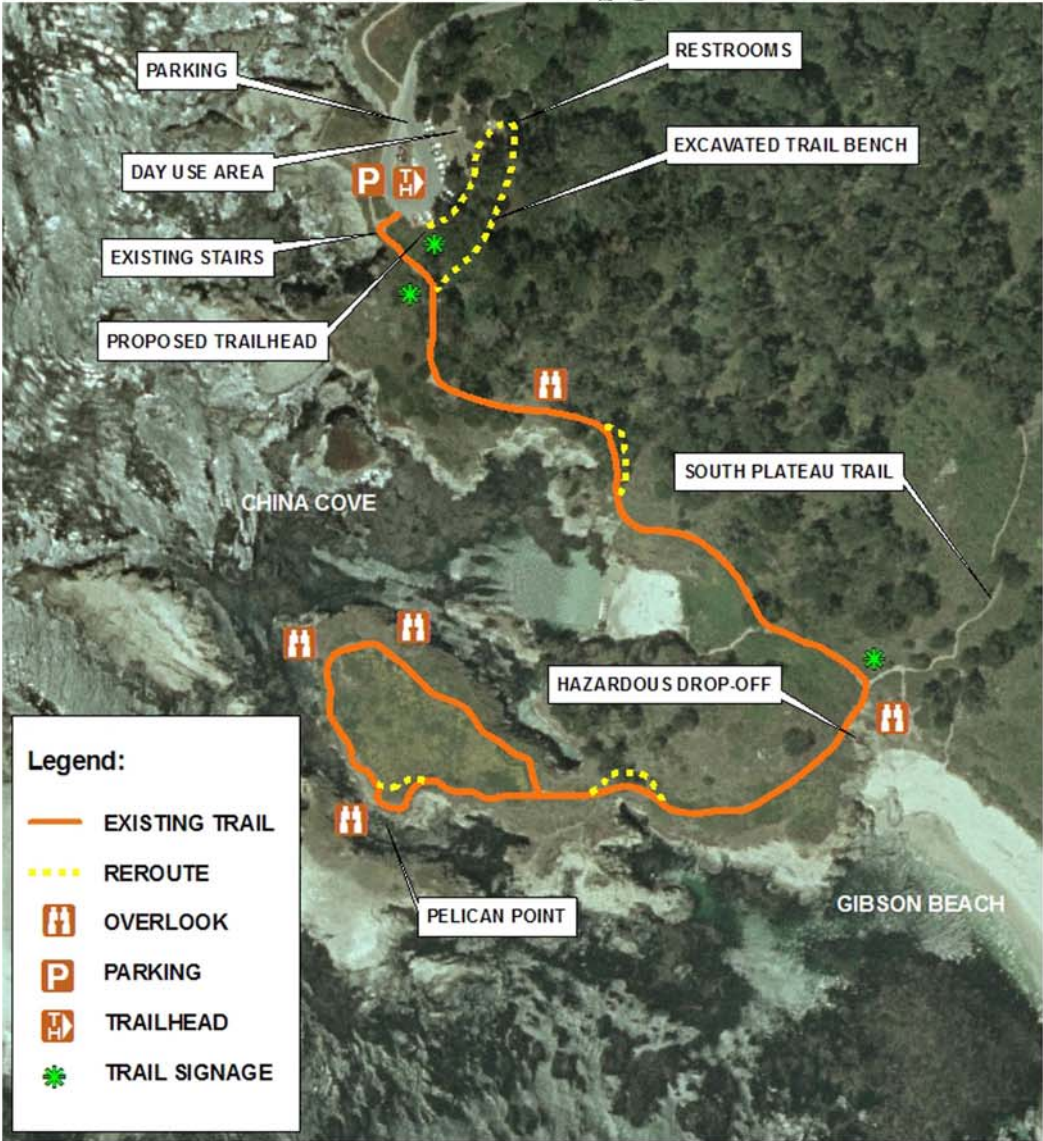 PARKING
RESTROOMS
DAY USE AREA
EXCAVATED TRAIL BENCH
P
TH
EXISTING STAIRS
PROPOSED TRAILHEAD
SOUTH PLATEAU TRAIL
CHINA COVE
HAZARDOUS DROP-OFF
GIBSON BEACH
PELICAN POINT
Legend:
EXISTING TRAIL
REROUTE
OVERLOOK
P PARKING
TH TRAILHEAD
TRAIL SIGNAGE